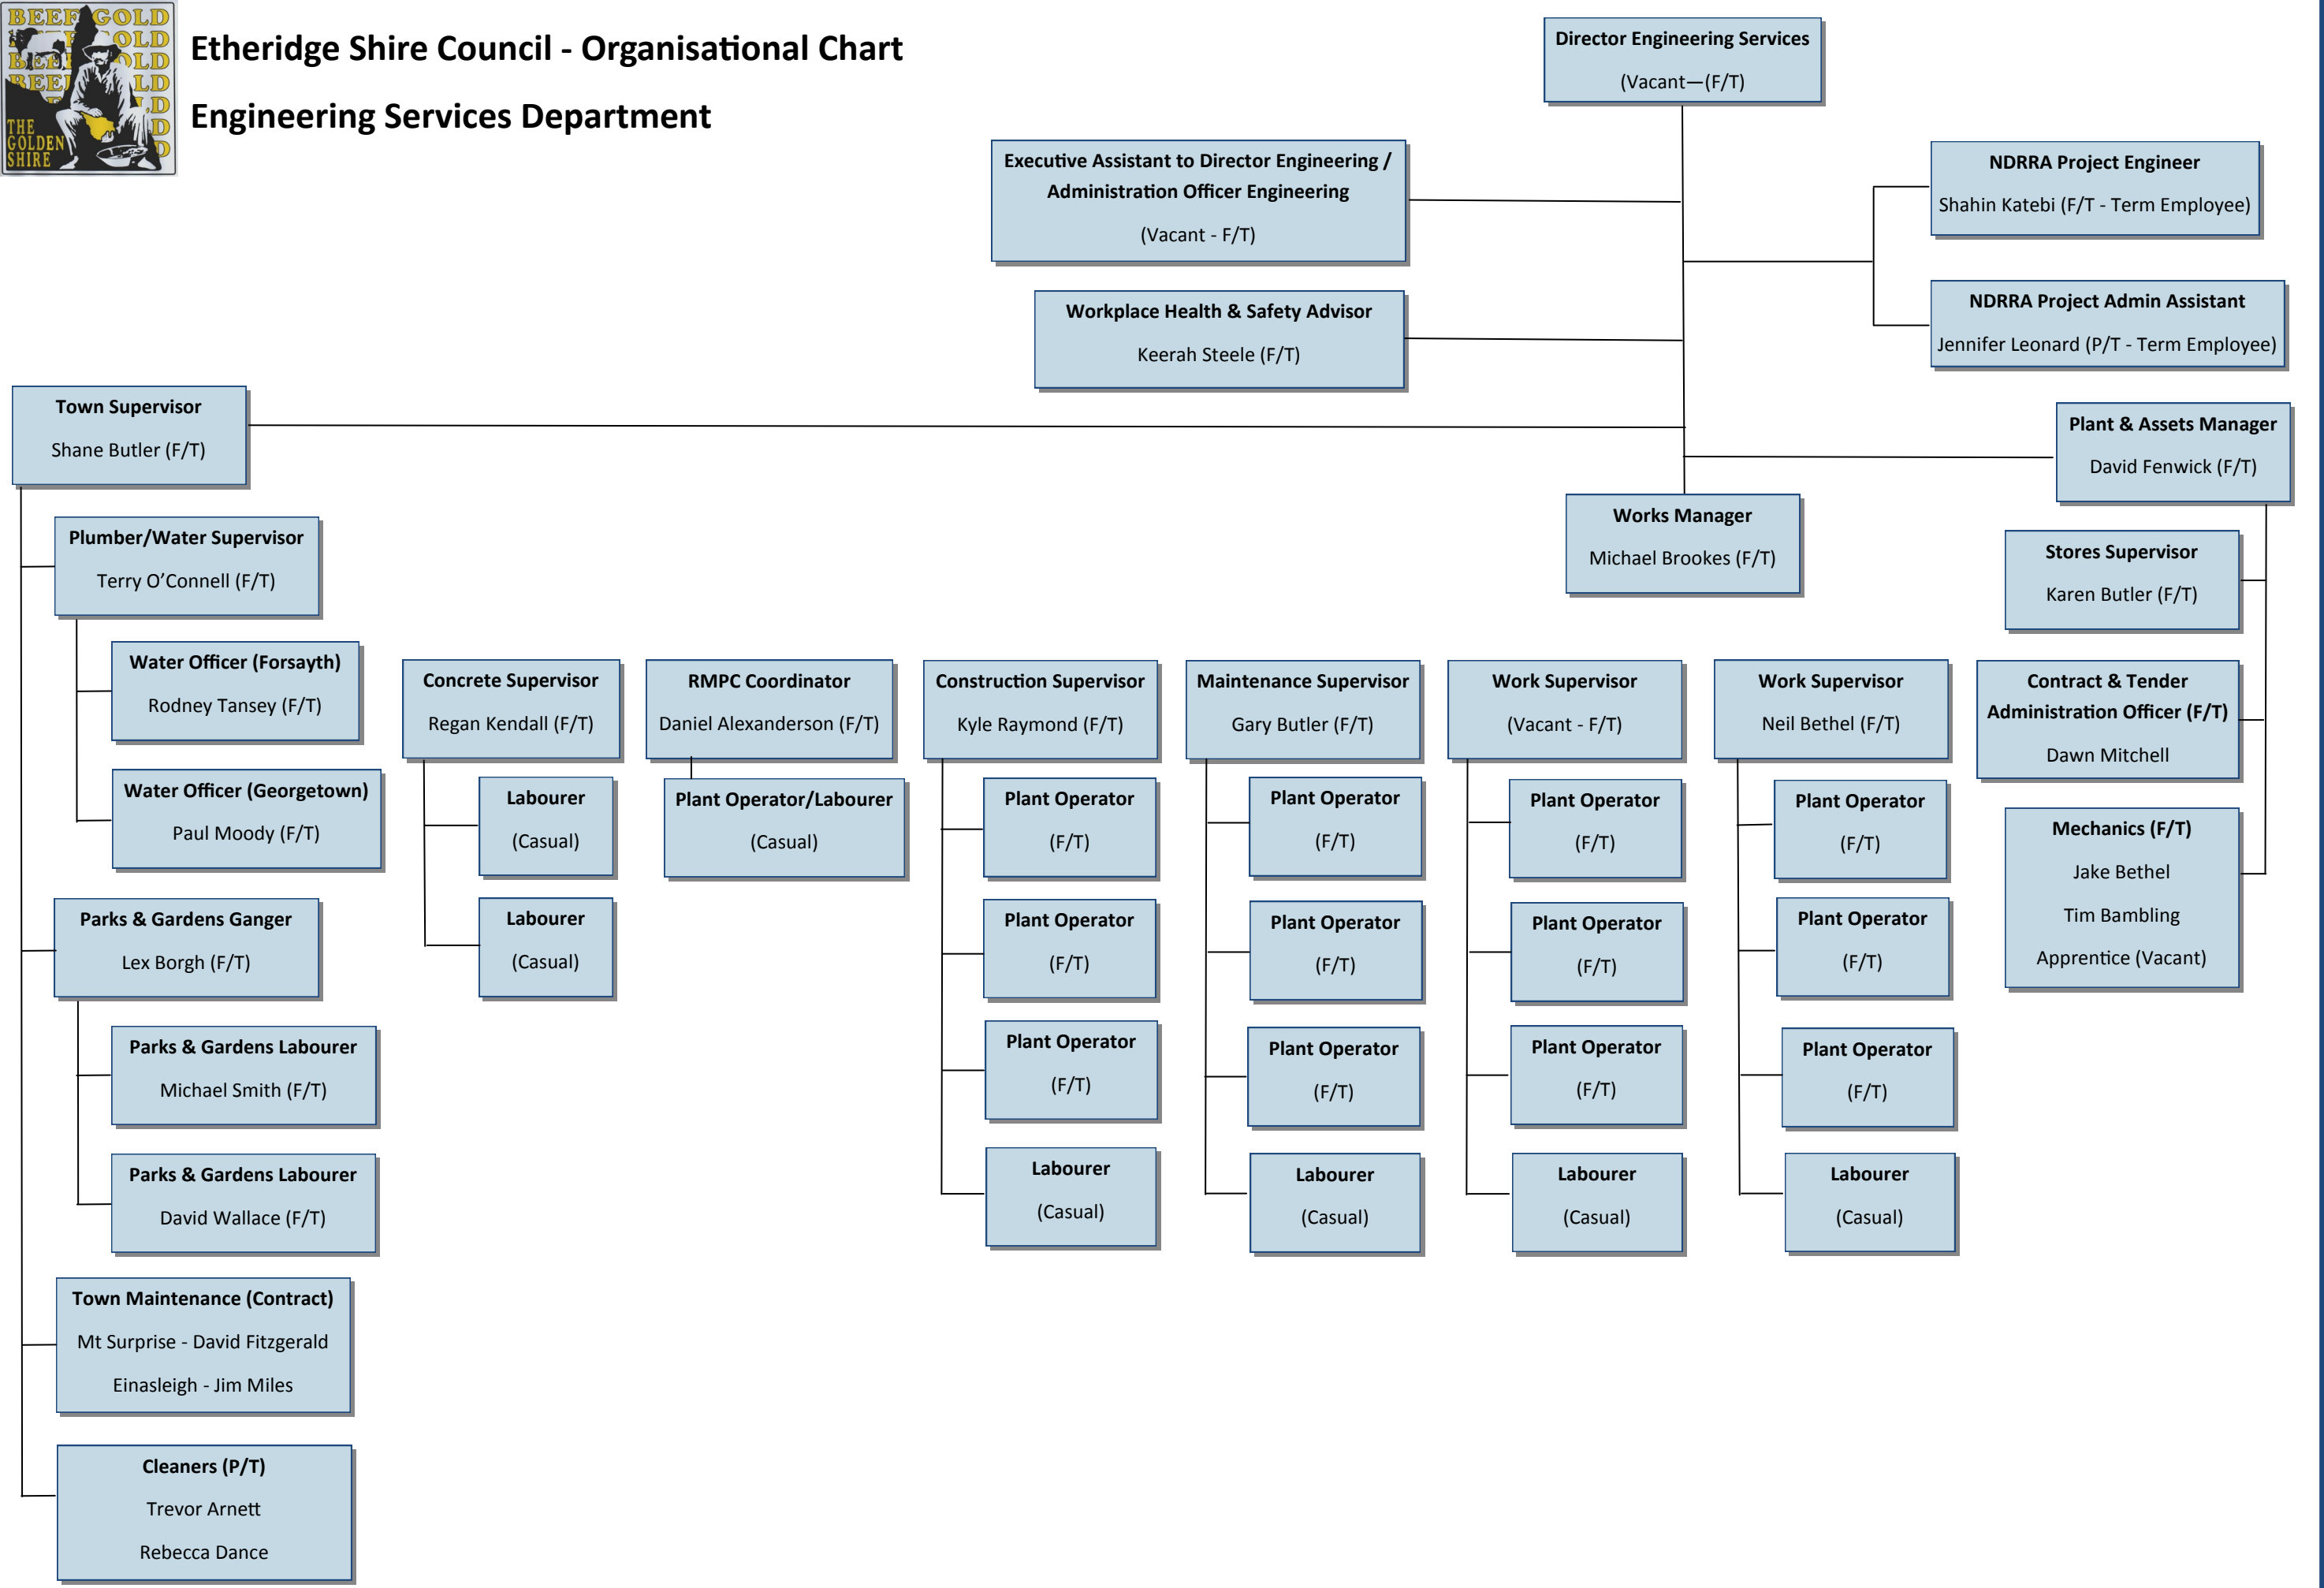 BEEF GOLD
THE
GOLDEN
SHIRE
Etheridge Shire Council - Organisational Chart
Engineering Services Department
Director Engineering Services
(Vacant—(F/T)
Executive Assistant to Director Engineering /
Administration Officer Engineering
(Vacant - F/T)
NDRRA Project Engineer
Shahin Katebi (F/T - Term Employee)
Workplace Health & Safety Advisor
Keerah Steele (F/T)
NDRRA Project Admin Assistant
Jennifer Leonard (P/T - Term Employee)
Town Supervisor
Shane Butler (F/T)
Plant & Assets Manager
David Fenwick (F/T)
Works Manager
Michael Brookes (F/T)
Plumber/Water Supervisor
Terry O’Connell (F/T)
Water Officer (Forsayth)
Rodney Tansey (F/T)
Water Officer (Georgetown)
Paul Moody (F/T)
Parks & Gardens Ganger
Lex Borgh (F/T)
Parks & Gardens Labourer
Michael Smith (F/T)
Parks & Gardens Labourer
David Wallace (F/T)
Town Maintenance (Contract)
Mt Surprise - David Fitzgerald
Einasleigh - Jim Miles
Cleaners (P/T)
Trevor Arnett
Rebecca Dance
Concrete Supervisor
Regan Kendall (F/T)
Labourer
(Casual)
Labourer
(Casual)
RMPC Coordinator
Daniel Alexanderson (F/T)
Plant Operator/Labourer
(Casual)
Construction Supervisor
Kyle Raymond (F/T)
Plant Operator
(F/T)
Plant Operator
(F/T)
Plant Operator
(F/T)
Labourer
(Casual)
Maintenance Supervisor
Gary Butler (F/T)
Plant Operator
(F/T)
Plant Operator
(F/T)
Plant Operator
(F/T)
Labourer
(Casual)
Work Supervisor
(Vacant - F/T)
Plant Operator
(F/T)
Plant Operator
(F/T)
Plant Operator
(F/T)
Labourer
(Casual)
Work Supervisor
Neil Bethel (F/T)
Plant Operator
(F/T)
Plant Operator
(F/T)
Plant Operator
(F/T)
Labourer
(Casual)
Stores Supervisor
Karen Butler (F/T)
Contract & Tender
Administration Officer (F/T)
Dawn Mitchell
Mechanics (F/T)
Jake Bethel
Tim Bambling
Apprentice (Vacant)